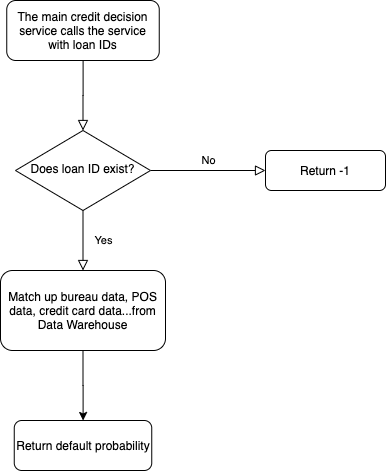 The main credit decision
service calls the service
with loan IDs
Does loan ID exist?
No
Return -1
Yes
Match up bureau data, POS
data, credit card data...from
Data Warehouse
Return default probability